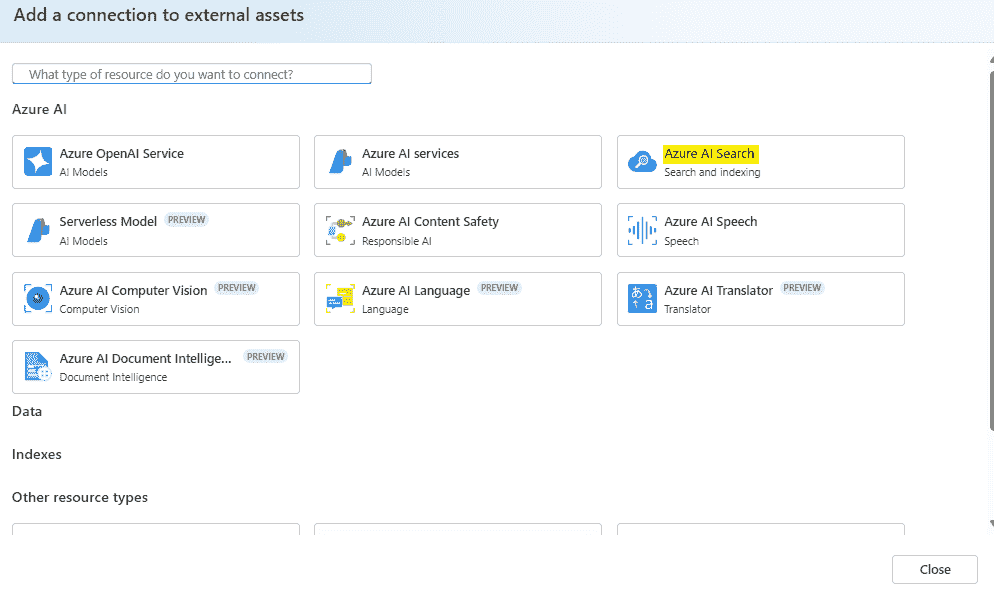 Add a connection to external assets
What type of resource do you want to connect?
Azure AI
Azure OpenAI Service
AI Models
Azure AI services
AI Models
Azure AI Search
Search and indexing
Serverless Model PREVIEW
AI Models
Azure AI Content Safety
Responsible AI
Azure AI Speech
Speech
Azure AI Computer Vision PREVIEW
Computer Vision
Azure AI Language PREVIEW
Language
Azure AI Translator PREVIEW
Translator
Azure AI Document Intellige... PREVIEW
Document Intelligence
Data
Indexes
Other resource types
Close